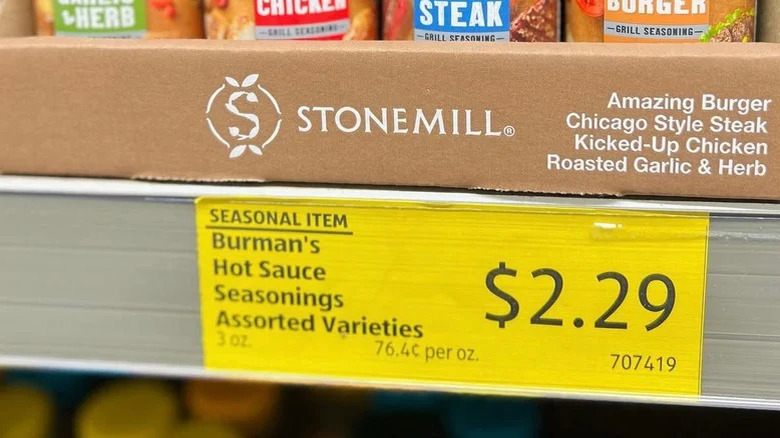 & HERB
CHICKEN
GRILL SEASONING
STEAK
GRILL SEASONING
BURGER
GRILL SEASONING
S
STONEMILL®
Amazing Burger
Chicago Style Steak
Kicked-Up Chicken
Roasted Garlic & Herb
SEASONAL ITEM
Burman's
Hot Sauce
Seasonings
Assorted Varieties
3 oz.
76.4¢ per oz.
$2.29
707419